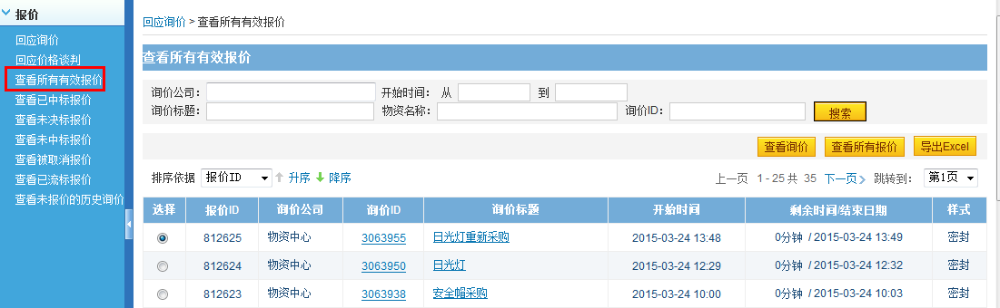 报价
回应询价
回应价格谈判
查看所有有效报价
查看已中标报价
查看未决标报价
查看未中标报价
查看被取消报价
查看已流标报价
查看未报价的历史询价
回应询价 > 查看所有有效报价
查看所有有效报价
询价公司： 开始时间： 从 到
询价标题： 物资名称： 询价ID： 搜索
查看询价 查看所有报价 导出Excel
排序依据 报价ID 升序 降序 上一页 1 - 25 共 35 下一页 跳转到： 第1页
选择 报价ID 询价公司 询价ID 询价标题 开始时间 剩余时间/结束日期 样式
812625 物资中心 3063955 日光灯重新采购 2015-03-24 13:48 0分钟 / 2015-03-24 13:49 密封
812624 物资中心 3063950 日光灯 2015-03-24 12:29 0分钟 / 2015-03-24 12:32 密封
812623 物资中心 3063938 安全帽采购 2015-03-24 10:00 0分钟 / 2015-03-24 10:03 密封